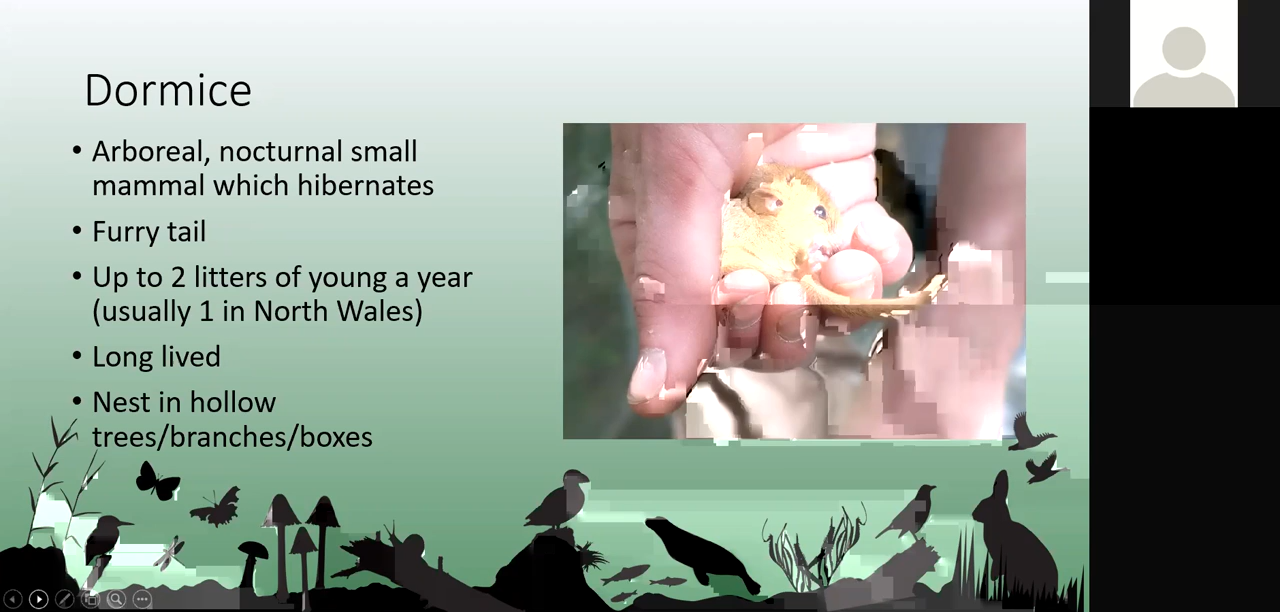 Dormice
• Arboreal, nocturnal small
mammal which hibernates
• Furry tail
• Up to 2 litters of young a year
(usually 1 in North Wales)
• Long lived
• Nest in hollow
trees/branches/boxes